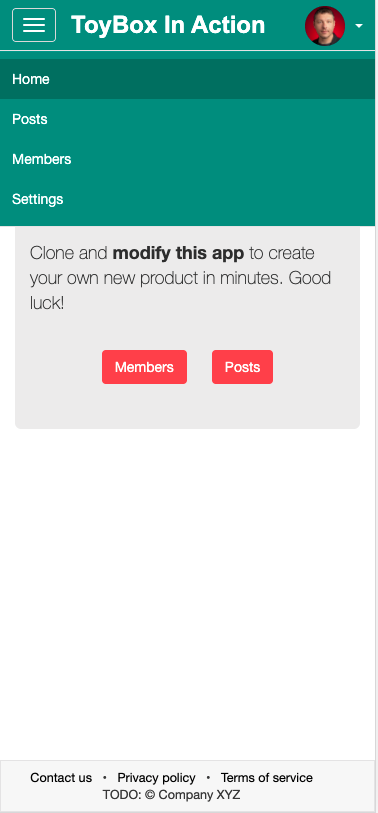 ToyBox In Action
Home
Posts
Members
Settings
Clone and modify this app to create
your own new product in minutes. Good
luck!
Members Posts
Contact us • Privacy policy • Terms of service
TODO: © Company XYZ